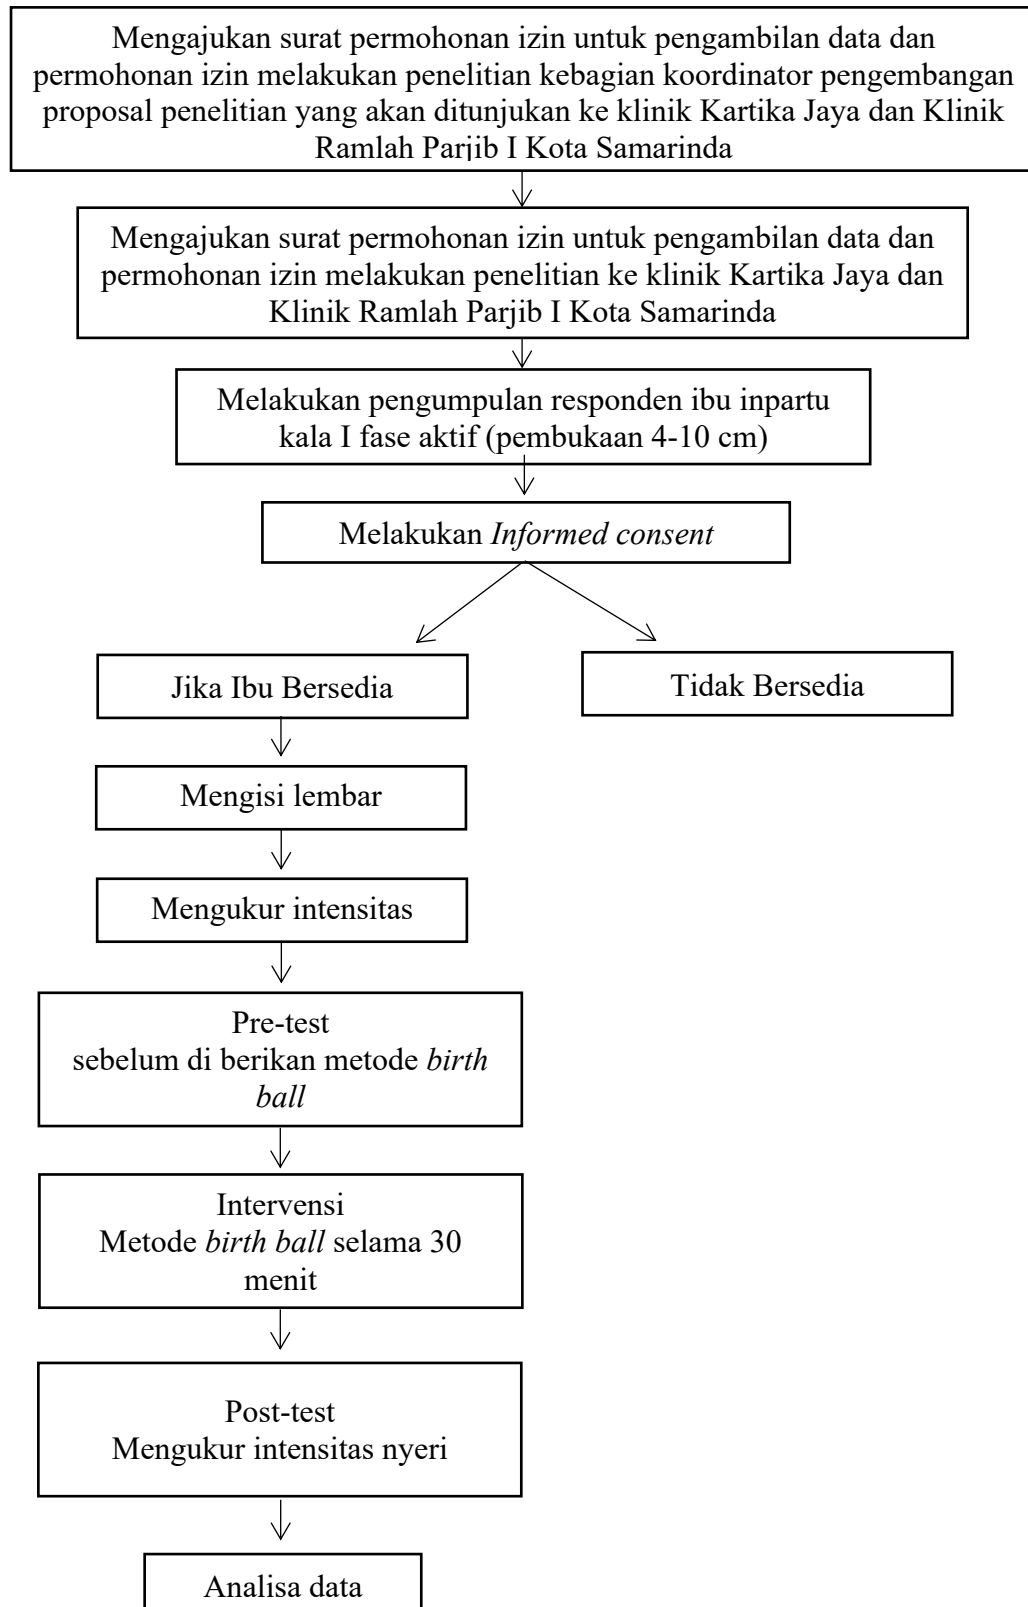 Mengajukan surat permohonan izin untuk pengambilan data dan
permohonan izin melakukan penelitian kebagian koordinator pengembangan
proposal penelitian yang akan ditunjukan ke klinik Kartika Jaya dan Klinik
Ramlah Parjib I Kota Samarinda
Mengajukan surat permohonan izin untuk pengambilan data dan
permohonan izin melakukan penelitian ke klinik Kartika Jaya dan
Klinik Ramlah Parjib I Kota Samarinda
Melakukan pengumpulan responden ibu inpartu
kala I fase aktif (pembukaan 4-10 cm)
Melakukan Informed consent
Jika Ibu Bersedia
Tidak Bersedia
Mengisi lembar
Mengukur intensitas
Pre-test
sebelum di berikan metode birth
ball
Intervensi
Metode birth ball selama 30
menit
Post-test
Mengukur intensitas nyeri
Analisa data